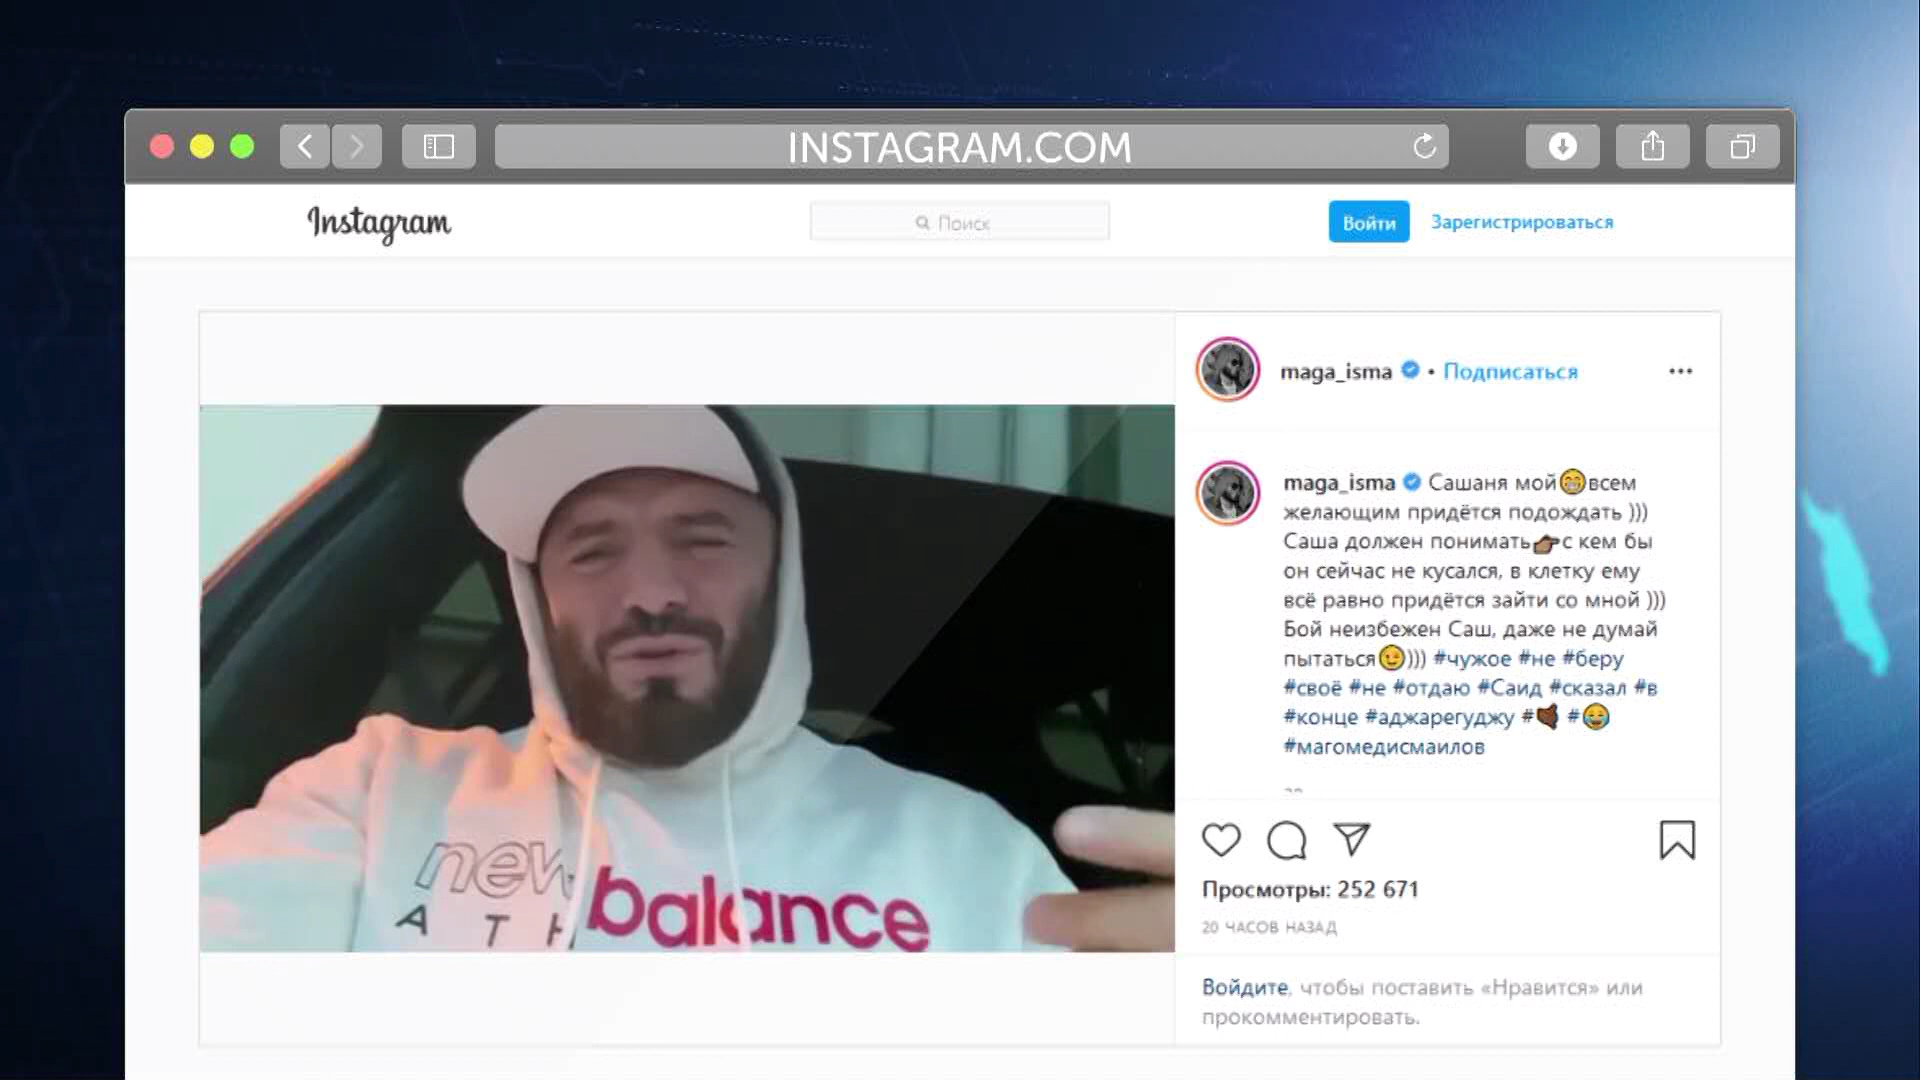 INSTAGRAM.COM
Instagram
Поиск
Войти
Зарегистрироваться
maga_isma • Подписаться
maga_isma Сашаня мой😁всем
желающим придётся подождать )))
Саша должен понимать👉🏾с кем бы
он сейчас не кусался, в клетку ему
всё равно придётся зайти со мной )))
Бой неизбежен Саш, даже не думай
пытаться😉))) #чужое #не #беру
#своё #не #отдаю #Саид #сказал #в
#конце #аджарегуджу # #😂
#магомедисмаилов
new balance
ATH
Просмотры: 252 671
20 ЧАСОВ НАЗАД
Войдите, чтобы поставить «Нравится» или
прокомментировать.